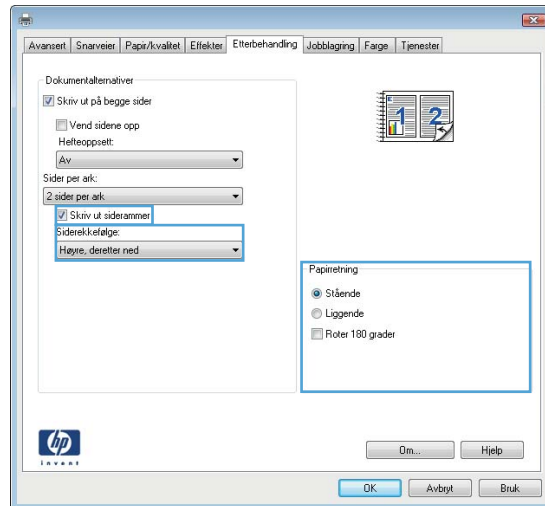 Avansert Snarveier Papir/kvalitet Effekter Etterbehandling Jobblagring Farge Tjenester
Dokumentalternativer
Skriv ut på begge sider
Vend sidene opp
Hefteoppsett:
Av
Sider per ark:
2 sider per ark
Skriv ut siderammer
Siderekkefølge:
Høyre, deretter ned
1 2
Papirretning
Stående
Liggende
Roter 180 grader
hp
invent
Om... Hjelp
OK Avbryt Bruk